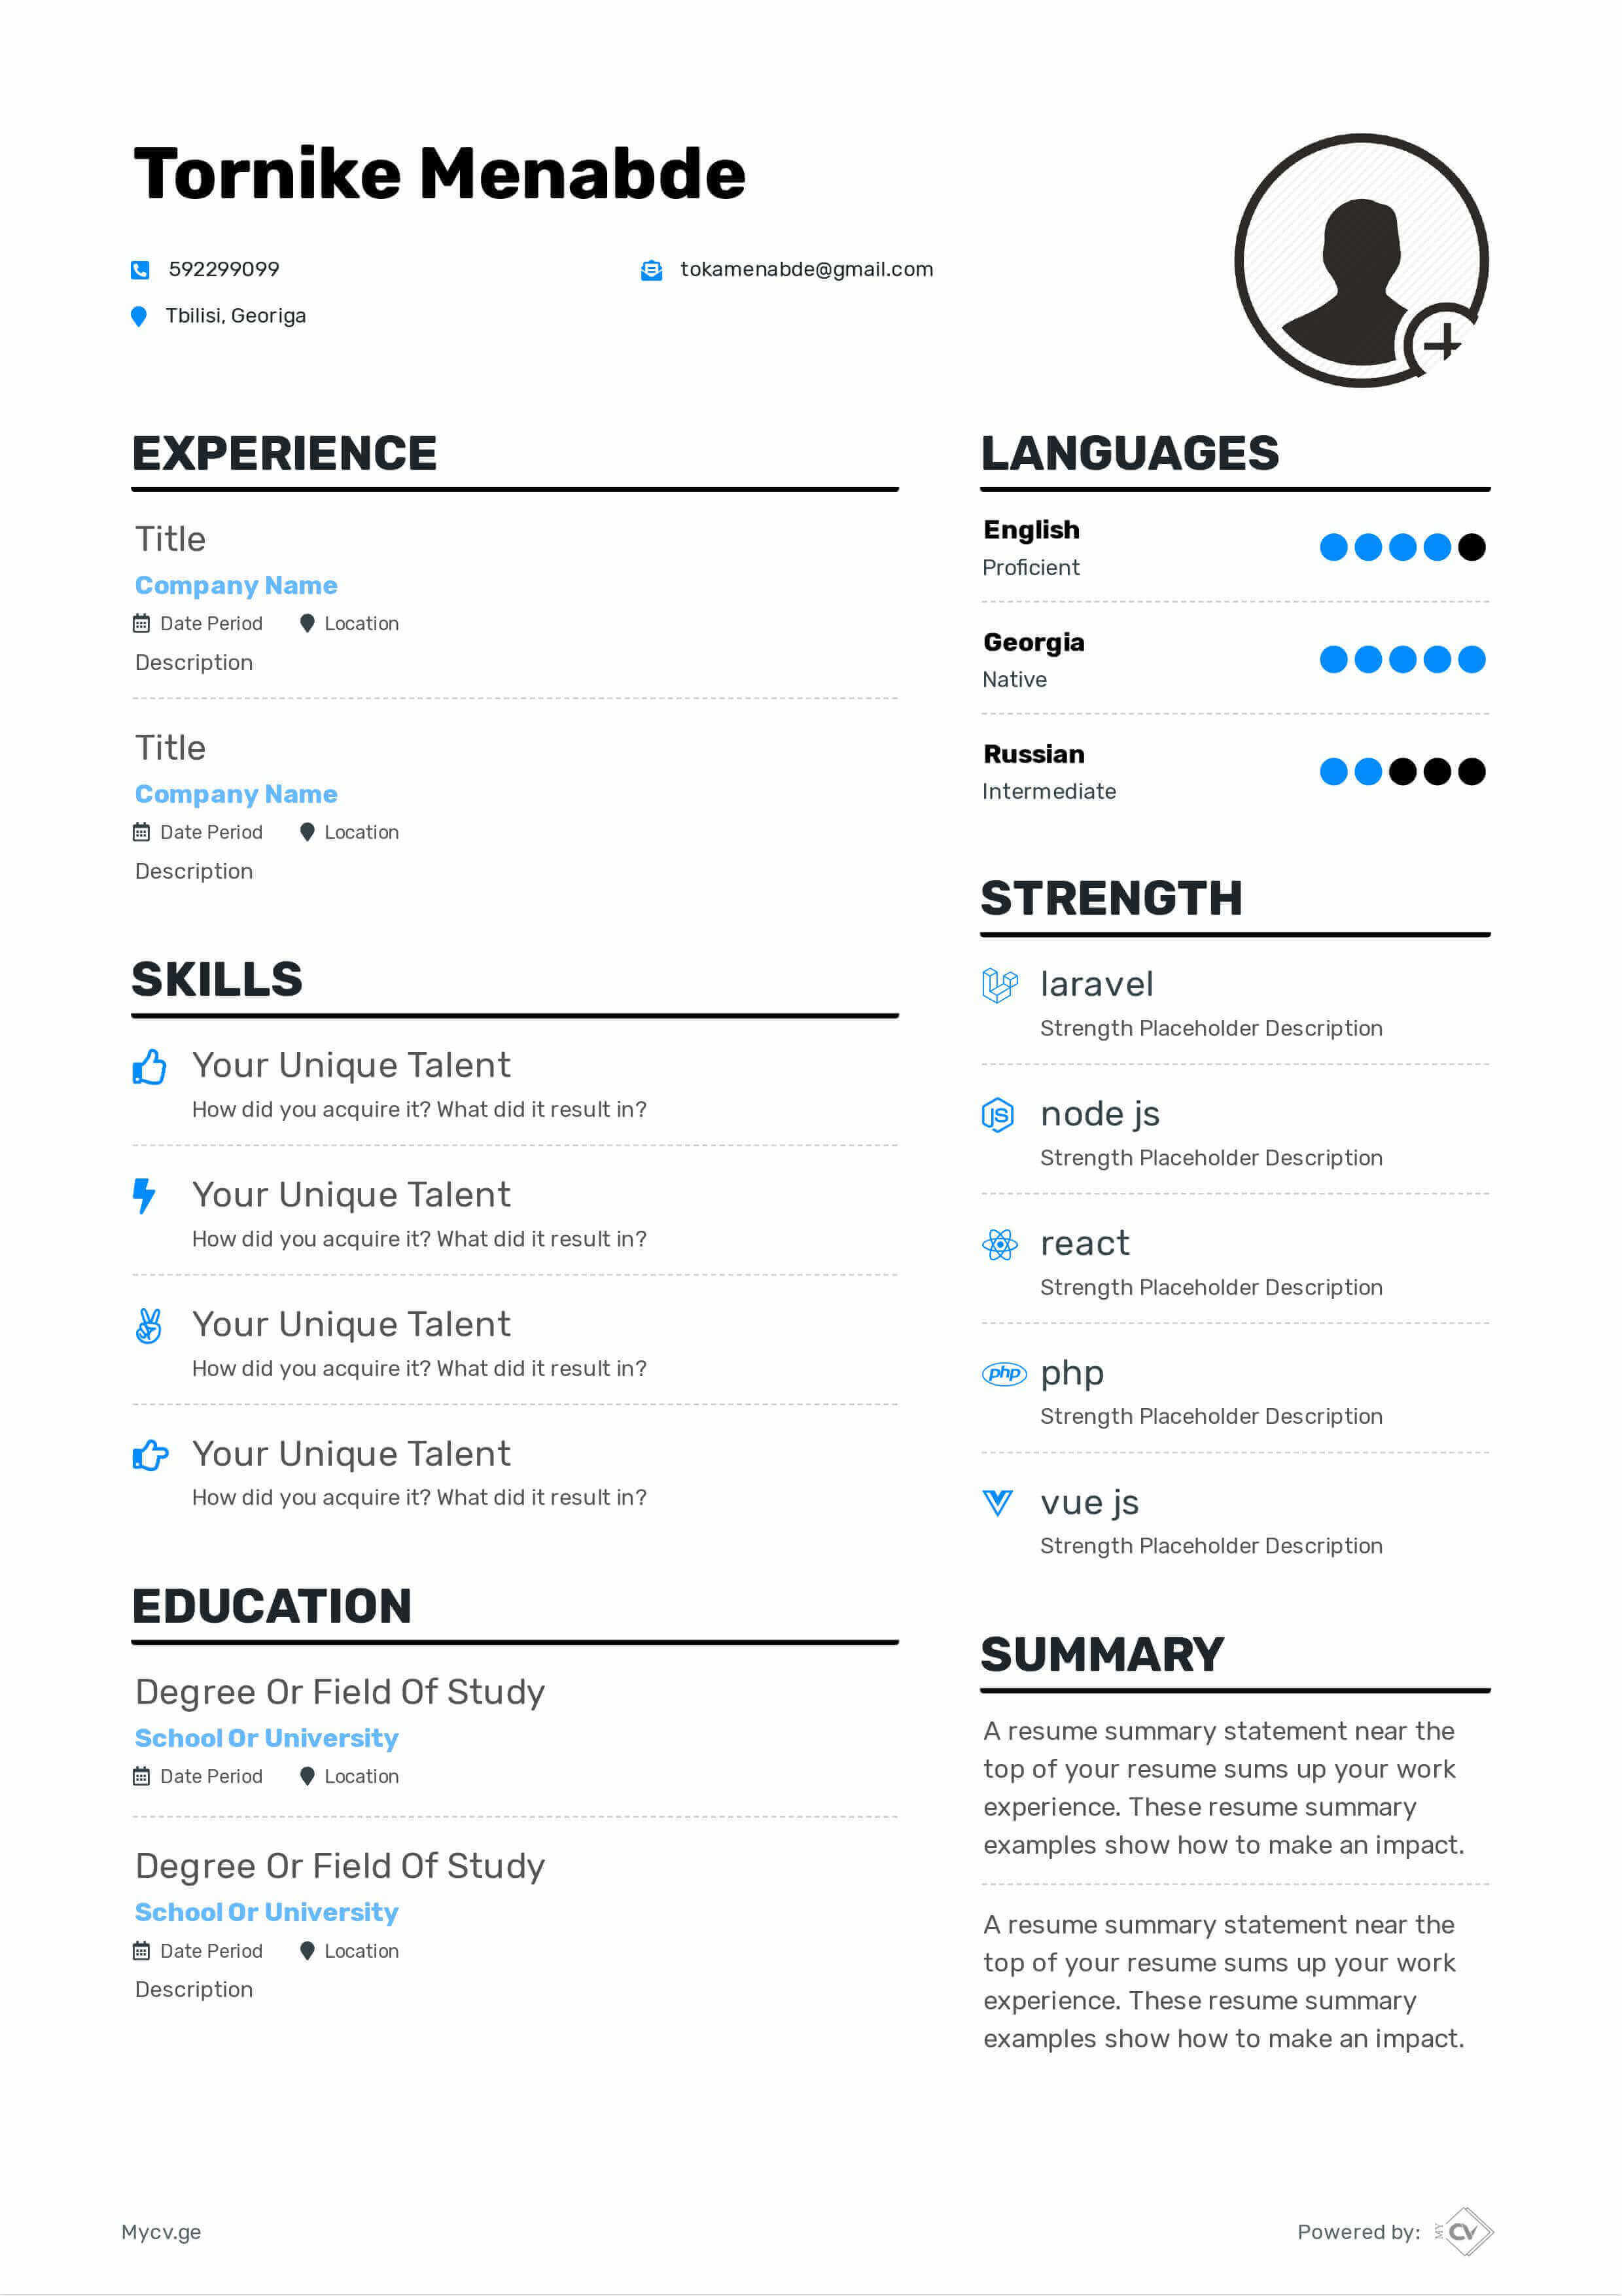 Tornike Menabde
592299099
tokamenabde@gmail.com
Tbilisi, Georiga
EXPERIENCE
Title
Company Name
Date Period Location
Description
Title
Company Name
Date Period Location
Description
SKILLS
Your Unique Talent
How did you acquire it? What did it result in?
Your Unique Talent
How did you acquire it? What did it result in?
Your Unique Talent
How did you acquire it? What did it result in?
Your Unique Talent
How did you acquire it? What did it result in?
EDUCATION
Degree Or Field Of Study
School Or University
Date Period Location
Degree Or Field Of Study
School Or University
Date Period Location
Description
LANGUAGES
English
Proficient
Georgia
Native
Russian
Intermediate
STRENGTH
laravel
Strength Placeholder Description
JS
node js
Strength Placeholder Description
react
Strength Placeholder Description
php
php
Strength Placeholder Description
vue js
Strength Placeholder Description
SUMMARY
A resume summary statement near the
top of your resume sums up your work
experience. These resume summary
examples show how to make an impact.
A resume summary statement near the
top of your resume sums up your work
experience. These resume summary
examples show how to make an impact.
Mycv.ge
Powered by:
MY CV